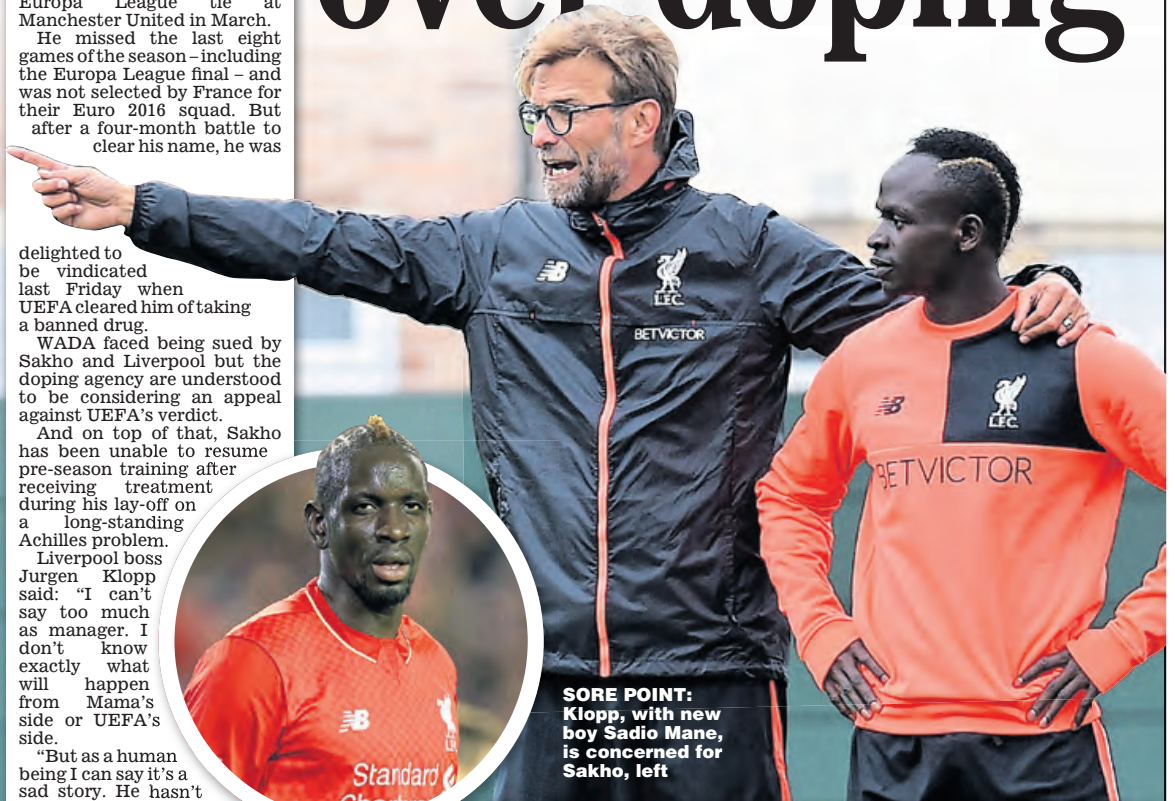 over doping
Europa League tie at
Manchester United in March.
He missed the last eight
games of the season – including
the Europa League final – and
was not selected by France for
their Euro 2016 squad. But
after a four-month battle to
clear his name, he was
delighted to
be vindicated
last Friday when
UEFA cleared him of taking
a banned drug.
WADA faced being sued by
Sakho and Liverpool but the
doping agency are understood
to be considering an appeal
against UEFA's verdict.
And on top of that, Sakho
has been unable to resume
pre-season training after
receiving treatment
during his lay-off on
a long-standing
Achilles problem.
Liverpool boss
Jurgen Klopp
said: “I can't
say too much
as manager. I
don't know
exactly what
will happen
from Mama's
side or UEFA's
side.
“But as a human
being I can say it's a
sad story. He hasn't
NB
L.F.C.
BETVICTOR
NB
L.F.C.
BETVICTOR
NB
Standard
SORE POINT:
Klopp, with new
boy Sadio Mane,
is concerned for
Sakho, left